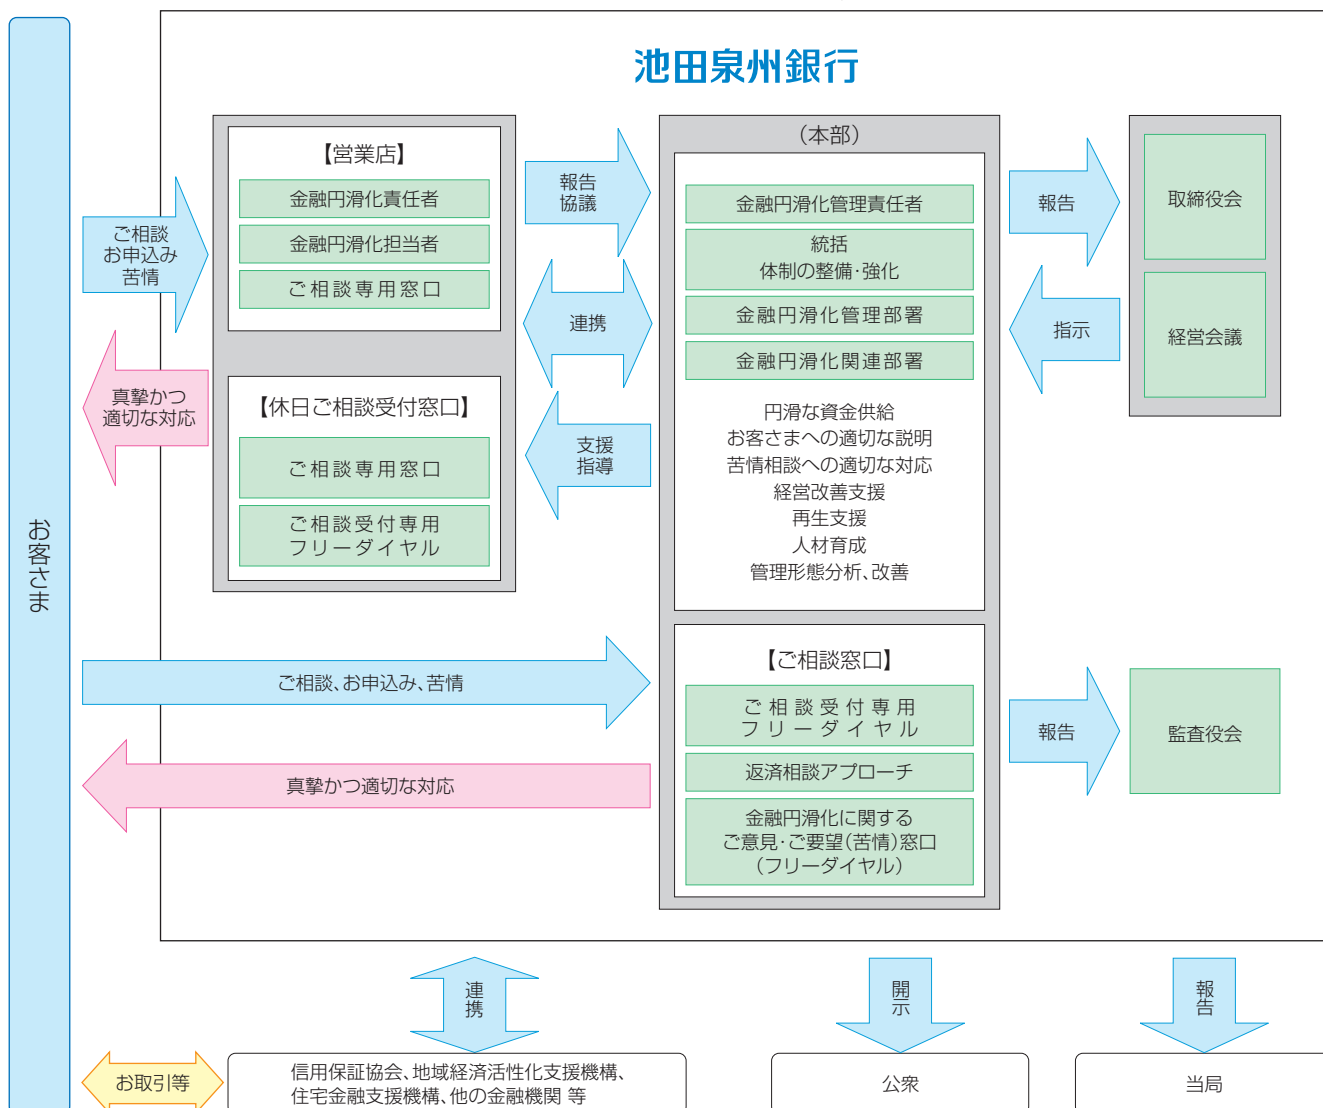 池田泉州銀行
お客さま
ご相談
お申込み
苦情
真摯かつ
適切な対応
【営業店】
金融円滑化責任者
金融円滑化担当者
ご相談専用窓口
【休日ご相談受付窓口】
ご相談専用窓口
ご相談受付専用
フリーダイヤル
報告
協議
連携
支援
指導
(本部)
金融円滑化管理責任者
統括
体制の整備・強化
金融円滑化管理部署
金融円滑化関連部署
円滑な資金供給
お客さまへの適切な説明
苦情相談への適切な対応
経営改善支援
再生支援
人材育成
管理形態分析、改善
報告
指示
取締役会
経営会議
ご相談、お申込み、苦情
真摯かつ適切な対応
【ご相談窓口】
ご相談受付専用
フリーダイヤル
返済相談アプローチ
金融円滑化に関する
ご意見・ご要望(苦情)窓口
(フリーダイヤル)
報告
監査役会
連携
開示
報告
お取引等
信用保証協会、地域経済活性化支援機構、
住宅金融支援機構、他の金融機関 等
公衆
当局